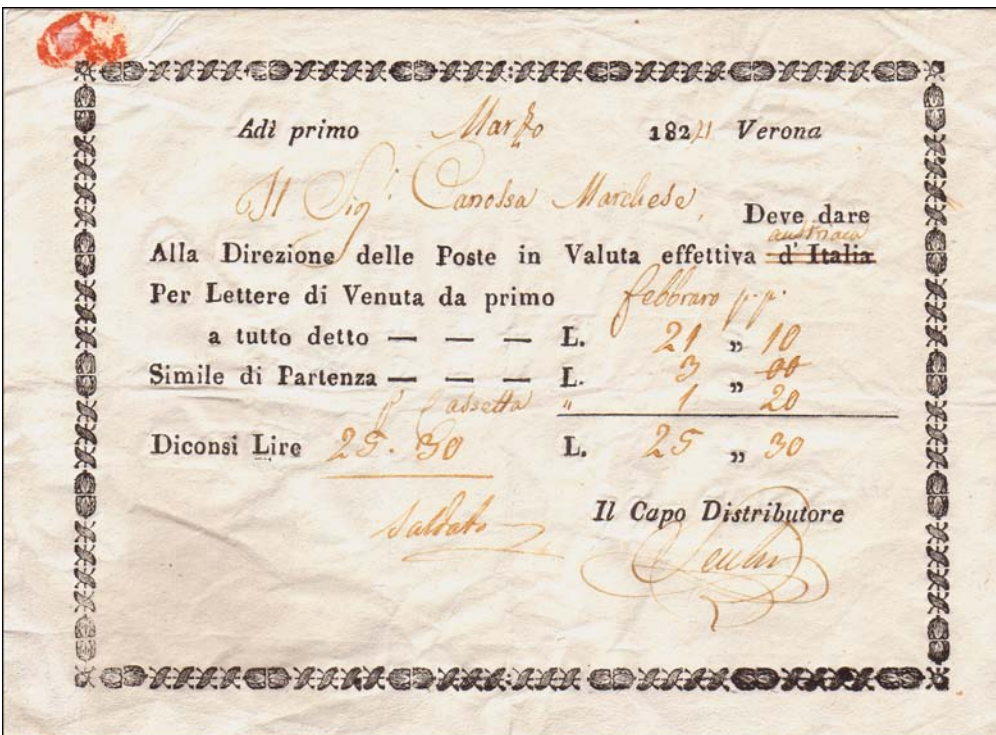 Adì primo Marzo 1824 Verona
Il Sig.r Canossa Marchese, Deve dare
austriaca
Alla Direzione delle Poste in Valuta effettiva d'Italia
Per Lettere di Venuta da primo febbraro p.p.
a tutto detto — — — L. 21 „ 10
Simile di Partenza — — — L. 3 „ 00
p Cassetta „ 1 „ 20
Diconsi Lire 25.30 L. 25 „ 30
saldato
Il Capo Distributore